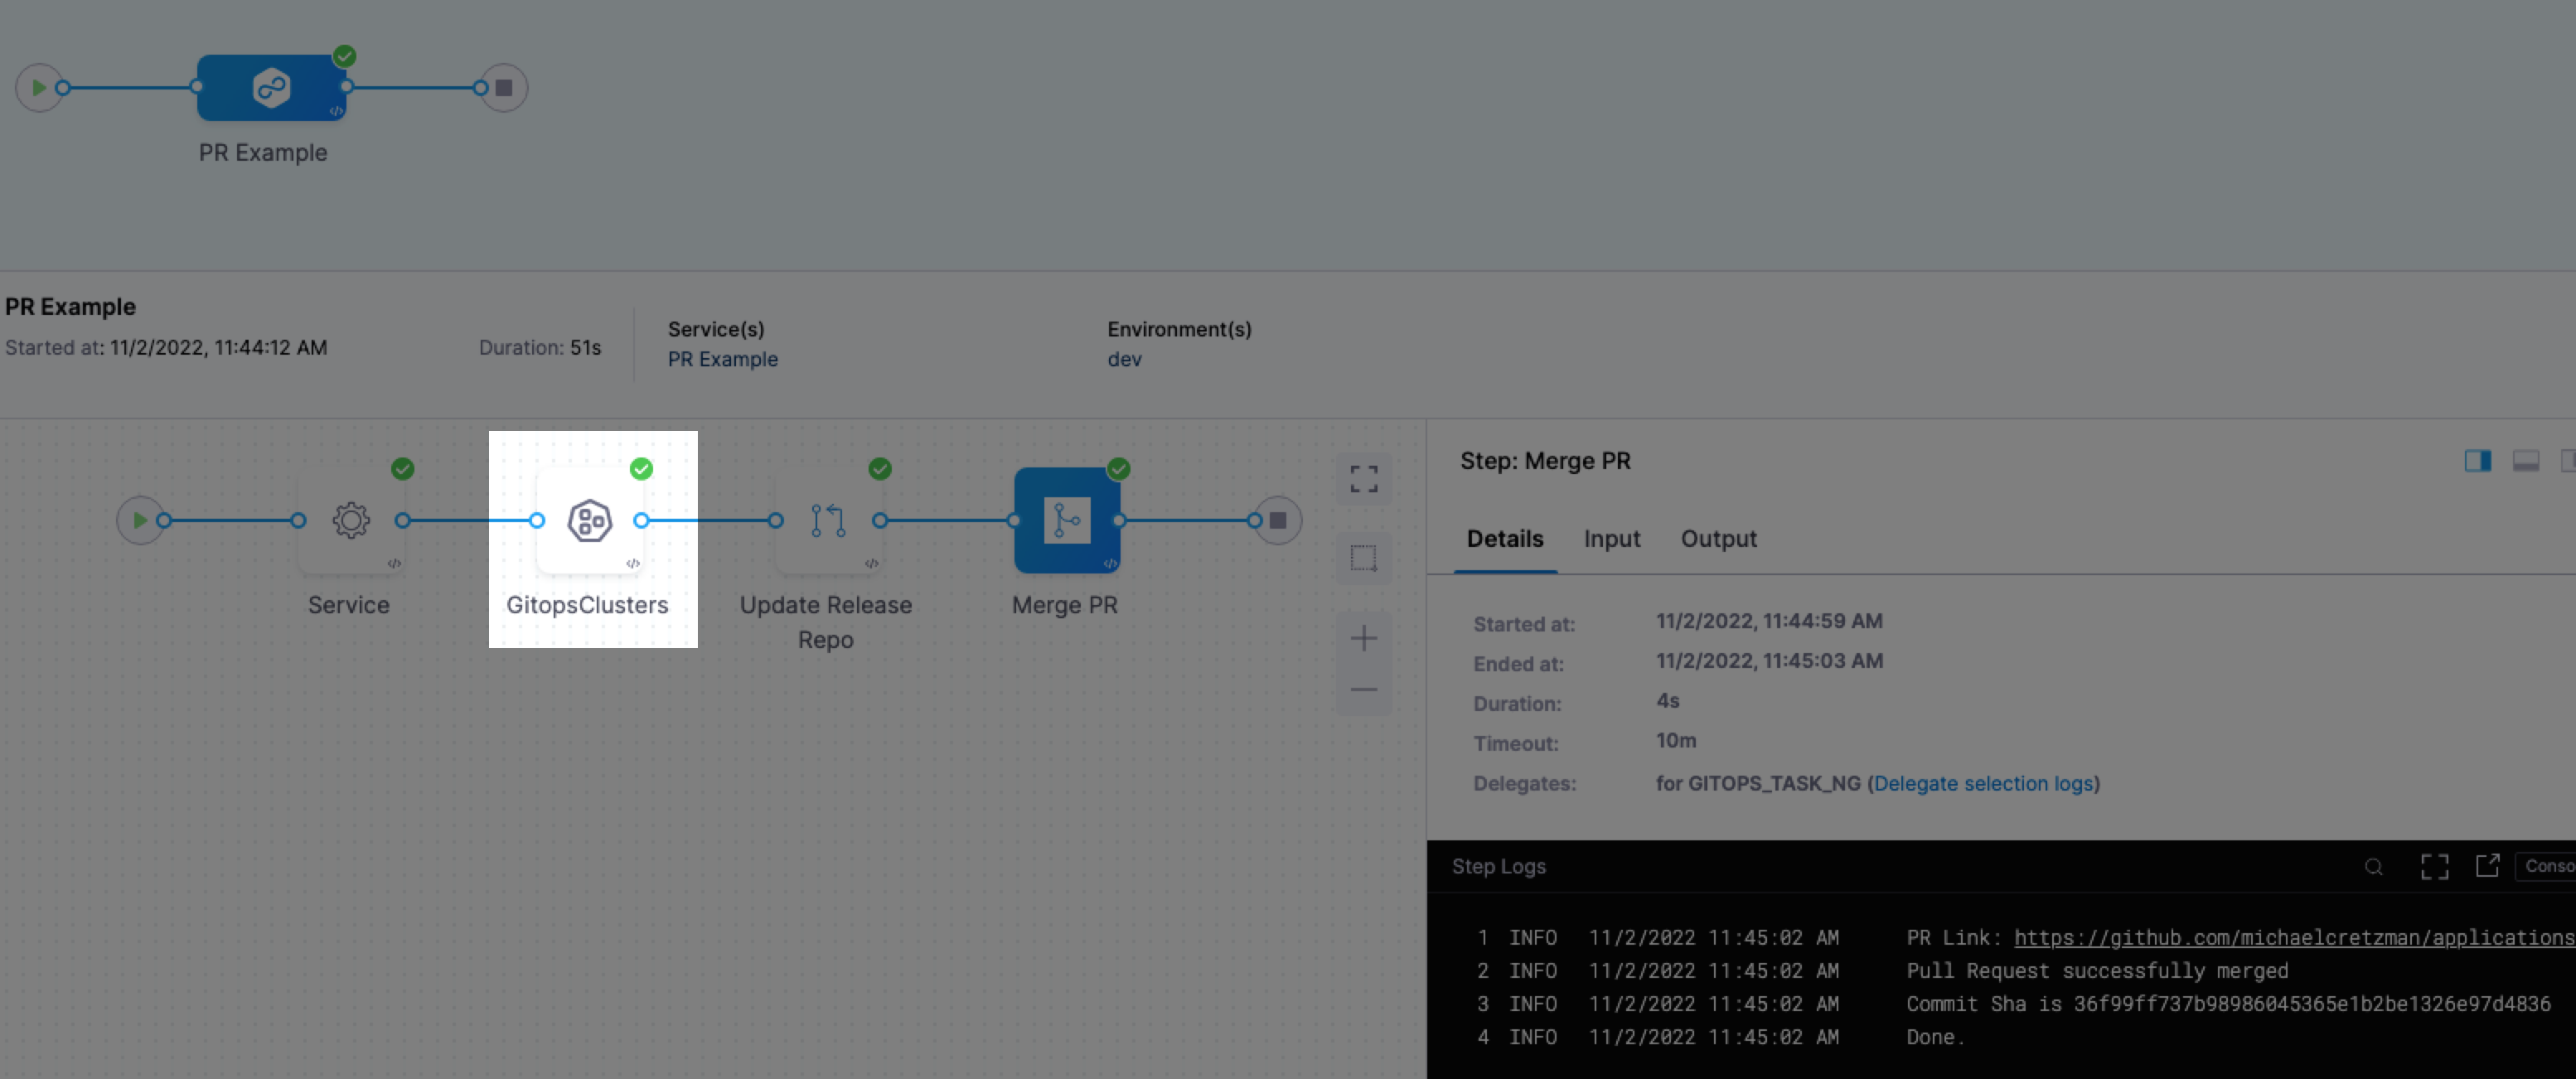 PR Example
PR Example
Started at: 11/2/2022, 11:44:12 AM
Duration: 51s
Service(s)
PR Example
Environment(s)
dev
Service
GitopsClusters
Update Release
Repo
Merge PR
Step: Merge PR
Details
Input
Output
Started at: 11/2/2022, 11:44:59 AM
Ended at: 11/2/2022, 11:45:03 AM
Duration: 4s
Timeout: 10m
Delegates: for GITOPS_TASK_NG (Delegate selection logs)
Step Logs
Conso
1 INFO 11/2/2022 11:45:02 AM PR Link: https://github.com/michaelcretzman/applications
2 INFO 11/2/2022 11:45:02 AM Pull Request successfully merged
3 INFO 11/2/2022 11:45:02 AM Commit Sha is 36f99ff737b98986045365e1b2be1326e97d4836
4 INFO 11/2/2022 11:45:02 AM Done.